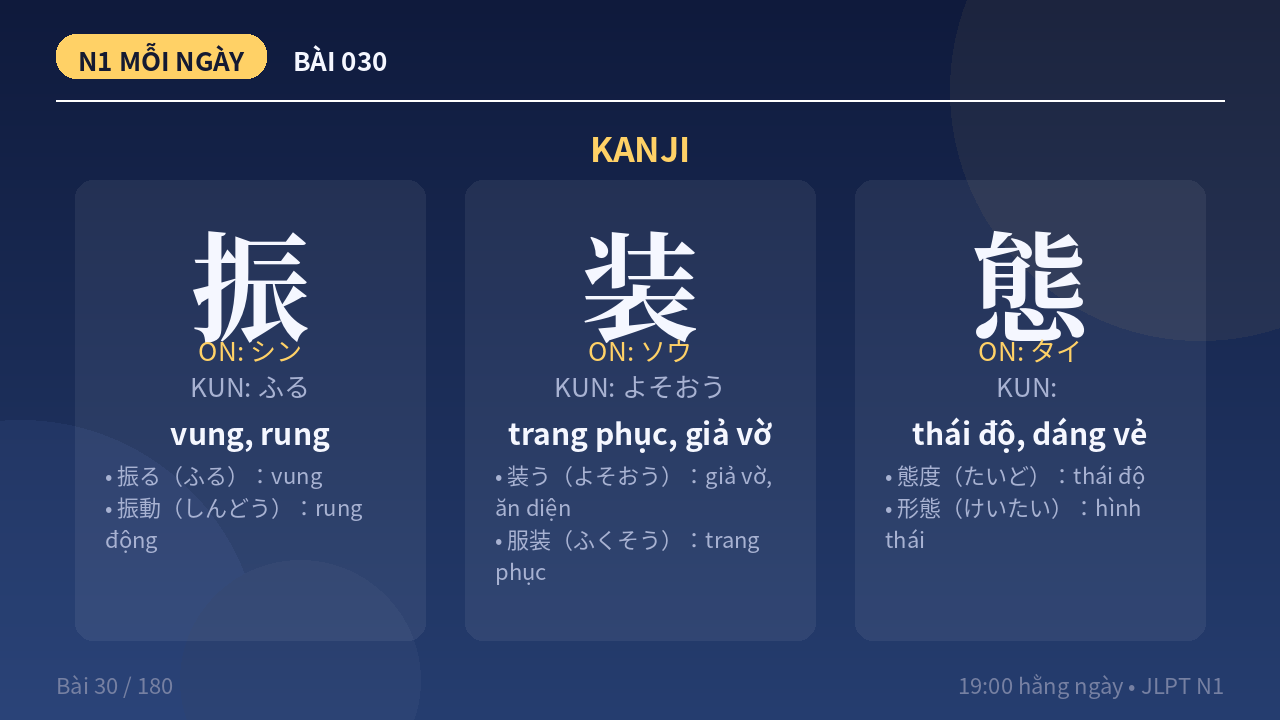 N1 MỖI NGÀY
BÀI 030
KANJI
振
ON: シン
KUN: ふる
vung, rung
• 振る（ふる）：vung
• 振動（しんどう）：rung
động
装
ON: ソウ
KUN: よそおう
trang phục, giả vờ
• 装う（よそおう）：giả vờ,
ăn diện
• 服装（ふくそう）：trang
phục
態
ON: タイ
KUN:
thái độ, dáng vẻ
• 態度（たいど）：thái độ
• 形態（けいたい）：hình
thái
Bài 30 / 180
19:00 hằng ngày • JLPT N1